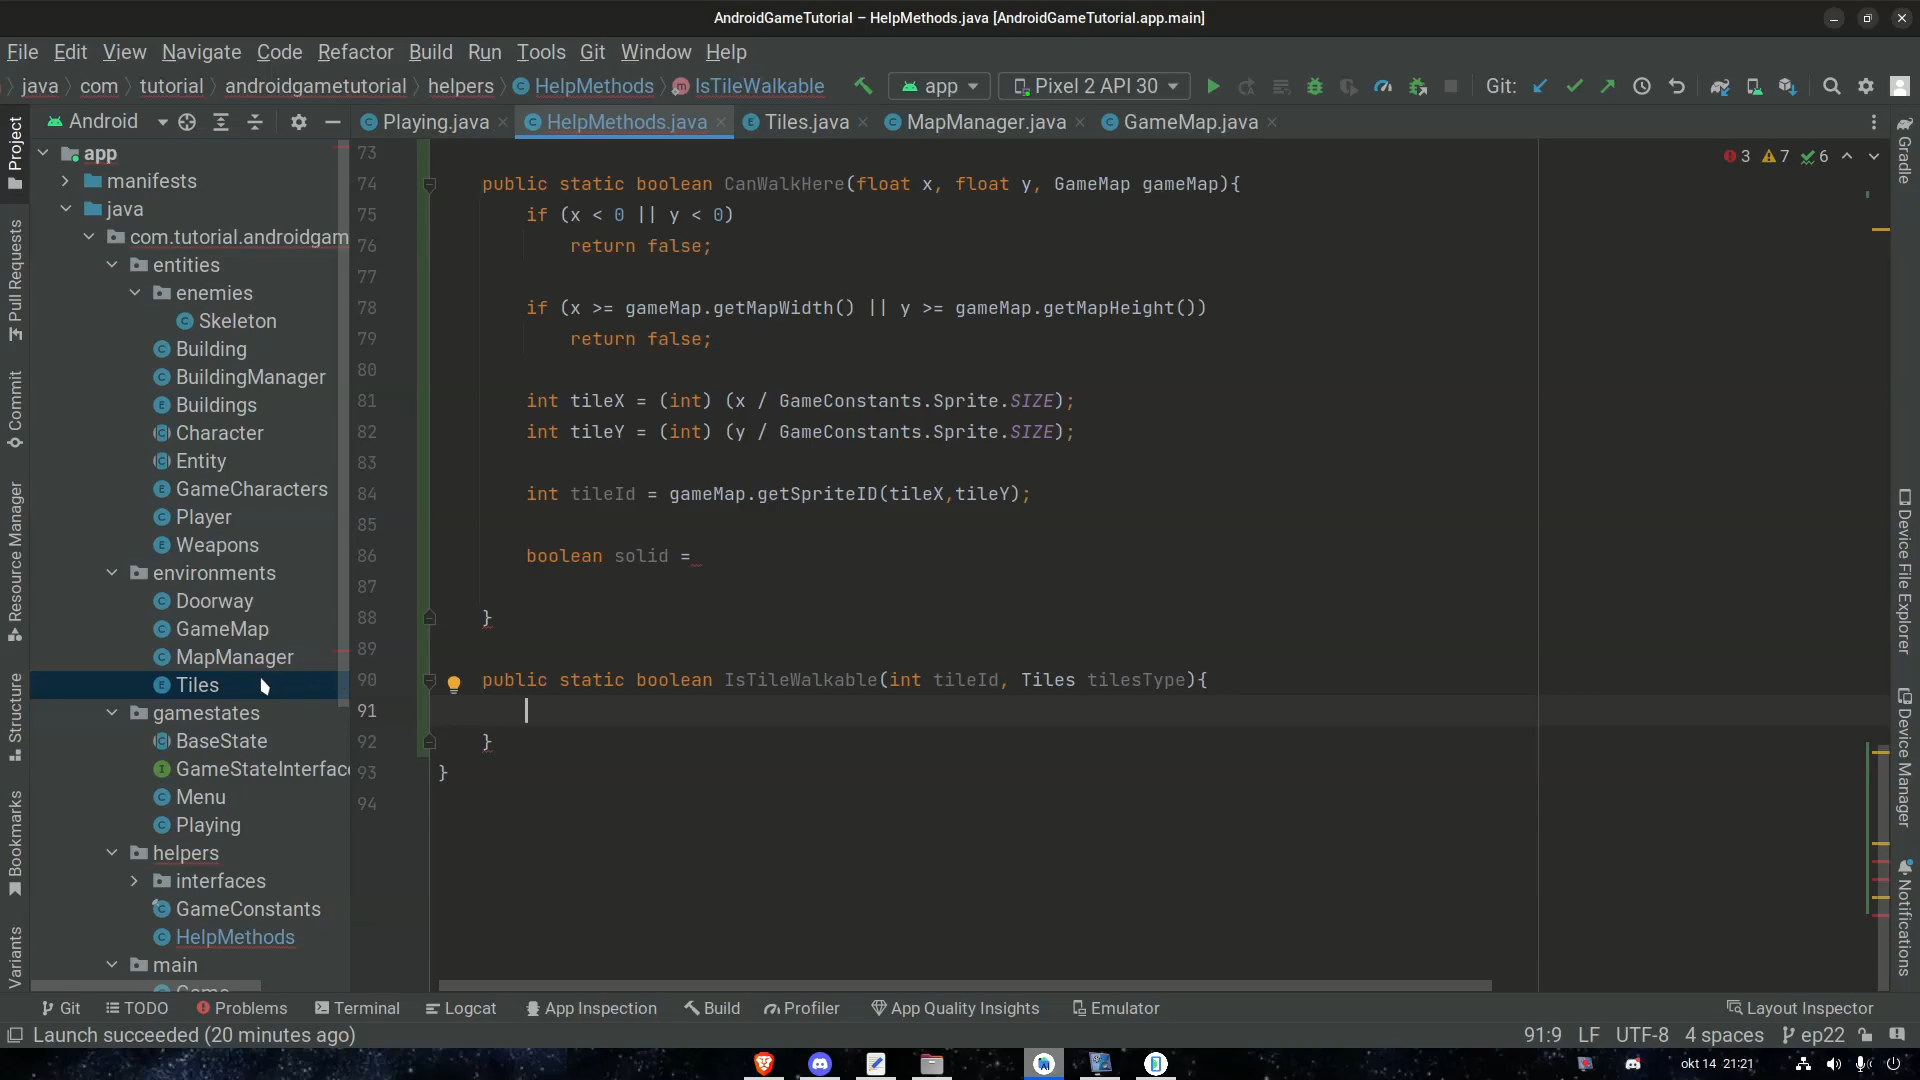 AndroidGameTutorial – HelpMethods.java [AndroidGameTutorial.app.main]
File Edit View Navigate Code Refactor Build Run Tools Git Window Help
java com tutorial androidgametutorial helpers HelpMethods IsTileWalkable app Pixel 2 API 30 Git:
Android
Playing.java HelpMethods.java Tiles.java MapManager.java GameMap.java
Project
Pull Requests
Commit
Resource Manager
Structure
Bookmarks
Variants
app
manifests
java
com.tutorial.androidgam
entities
enemies
Skeleton
Building
BuildingManager
Buildings
Character
Entity
GameCharacters
Player
Weapons
environments
Doorway
GameMap
MapManager
Tiles
gamestates
BaseState
GameStateInterface
Menu
Playing
helpers
interfaces
GameConstants
HelpMethods
main
3 7 6
73
74 public static boolean CanWalkHere(float x, float y, GameMap gameMap){
75 if (x < 0 || y < 0)
76 return false;
77
78 if (x >= gameMap.getMapWidth() || y >= gameMap.getMapHeight())
79 return false;
80
81 int tileX = (int) (x / GameConstants.Sprite.SIZE);
82 int tileY = (int) (y / GameConstants.Sprite.SIZE);
83
84 int tileId = gameMap.getSpriteID(tileX,tileY);
85
86 boolean solid =
87
88 }
89
90 public static boolean IsTileWalkable(int tileId, Tiles tilesType){
91
92 }
93 }
94
Gradle
Device File Explorer
Device Manager
Notifications
Git TODO Problems Terminal Logcat App Inspection Build Profiler App Quality Insights Emulator Layout Inspector
Launch succeeded (20 minutes ago) 91:9 LF UTF-8 4 spaces ep22
okt 14 21:21